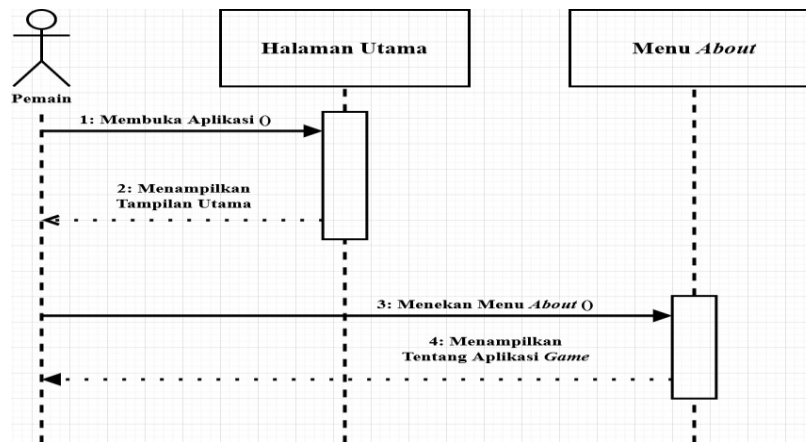 Halaman Utama
Menu About
Pemain
1: Membuka Aplikasi ()
2: Menampilkan
Tampilan Utama
3: Menekan Menu About ()
4: Menampilkan
Tentang Aplikasi Game